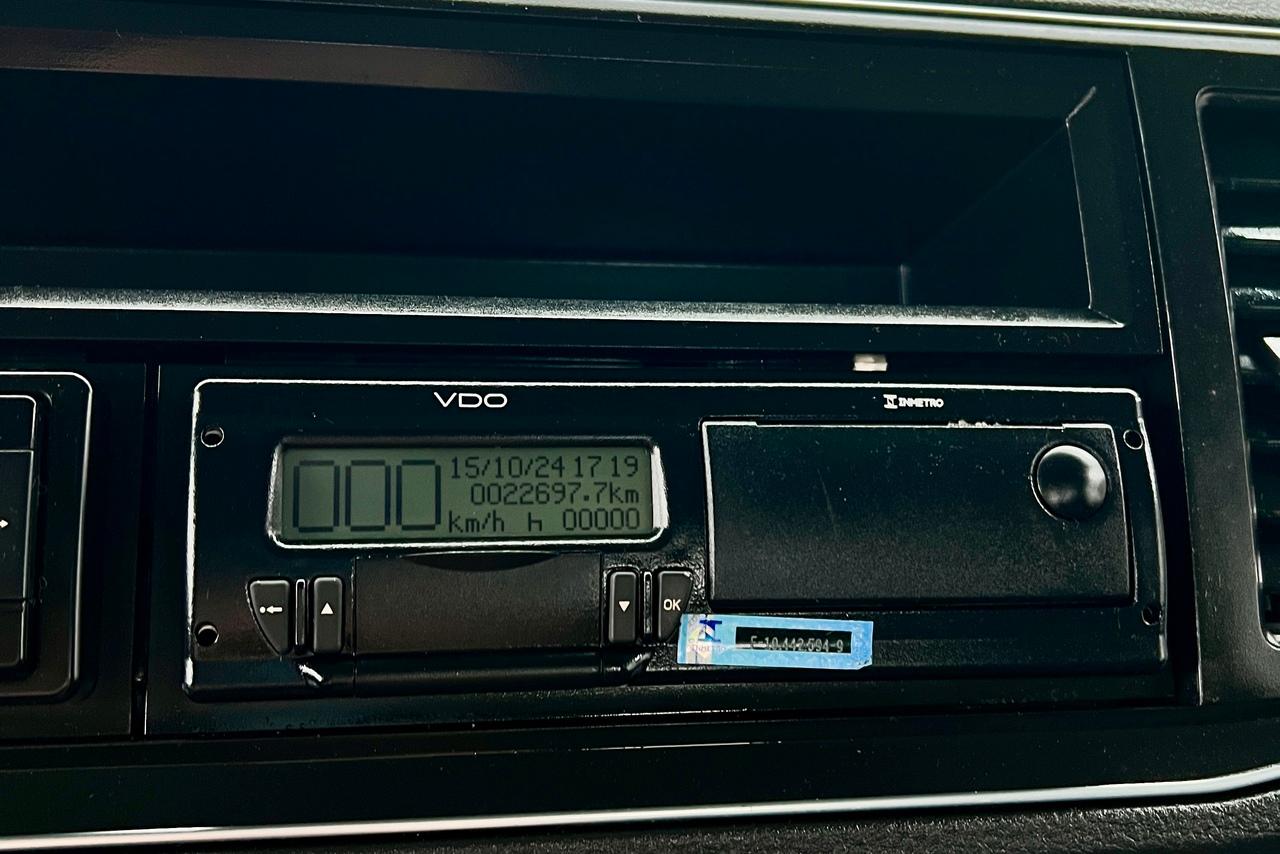 VDO
INMETRO
000
15/10/24 17 19
0022697.7km
km/h h 00000
OK